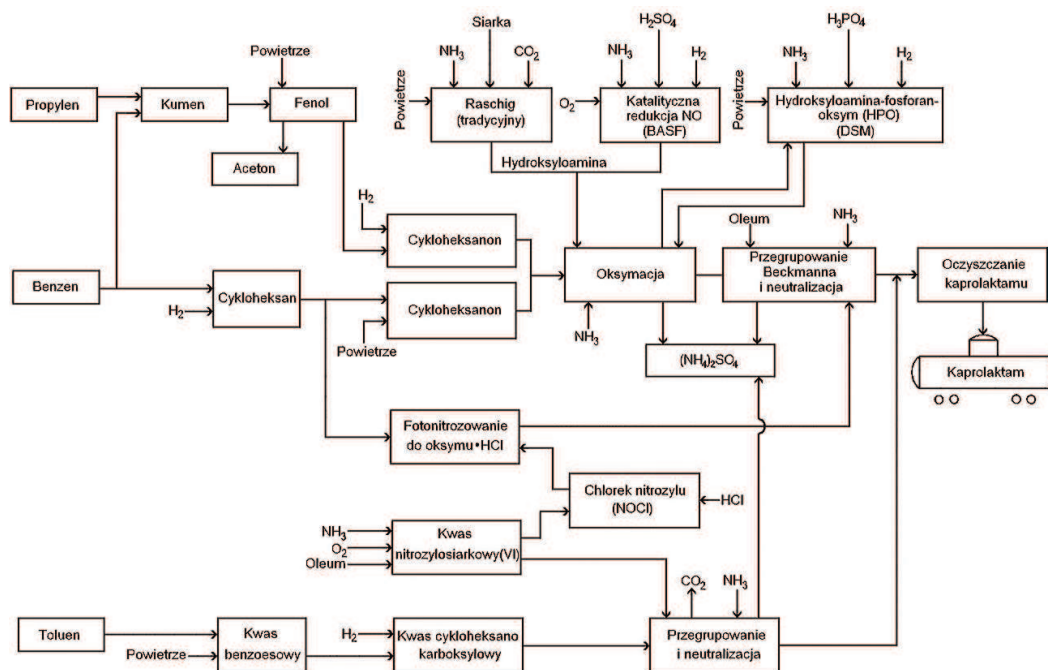 Siarka
H₂SO₄
H₃PO₄
Powietrze
NH₃
CO₂
NH₃
H₂
NH₃
H₂
Propylen
Kumen
Fenol
Powietrze
Raschig
(tradycyjny)
O₂
Katalityczna
redukcja NO
(BASF)
Powietrze
Hydroksyloamina-fosforan-
oksym (HPO)
(DSM)
Aceton
Hydroksyloamina
H₂
Cykloheksanon
Oleum
NH₃
Benzen
Cykloheksan
H₂
Cykloheksanon
Powietrze
Oksymacja
NH₃
Przegrupowanie
Beckmanna
i neutralizacja
Oczyszczanie
kaprolaktamu
(NH₄)₂SO₄
Kaprolaktam
Fotonitrozowanie
do oksymu•HCl
Chlorek nitrozylu
(NOCl)
HCl
NH₃
O₂
Oleum
Kwas
nitrozylosiarkowy(VI)
CO₂
NH₃
Toluen
Powietrze
Kwas
benzoesowy
H₂
Kwas cykloheksano
karboksylowy
Przegrupowanie
i neutralizacja